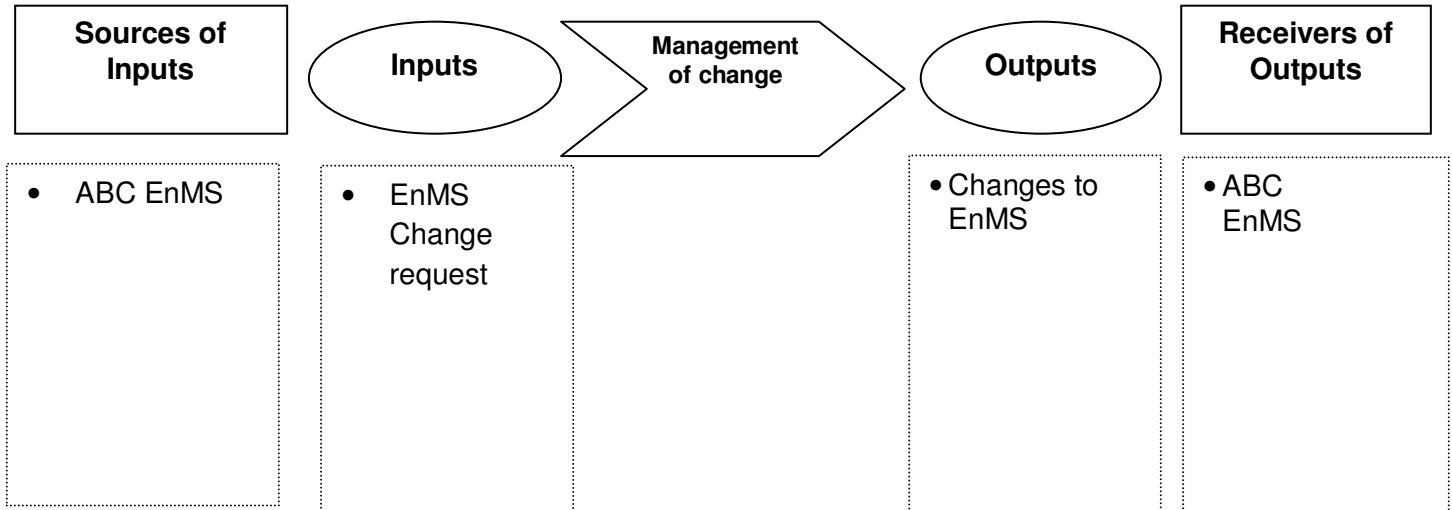 Sources of
Inputs
Inputs
Management
of change
Outputs
Receivers of
Outputs
• ABC EnMS
• EnMS
Change
request
• Changes to
EnMS
• ABC
EnMS